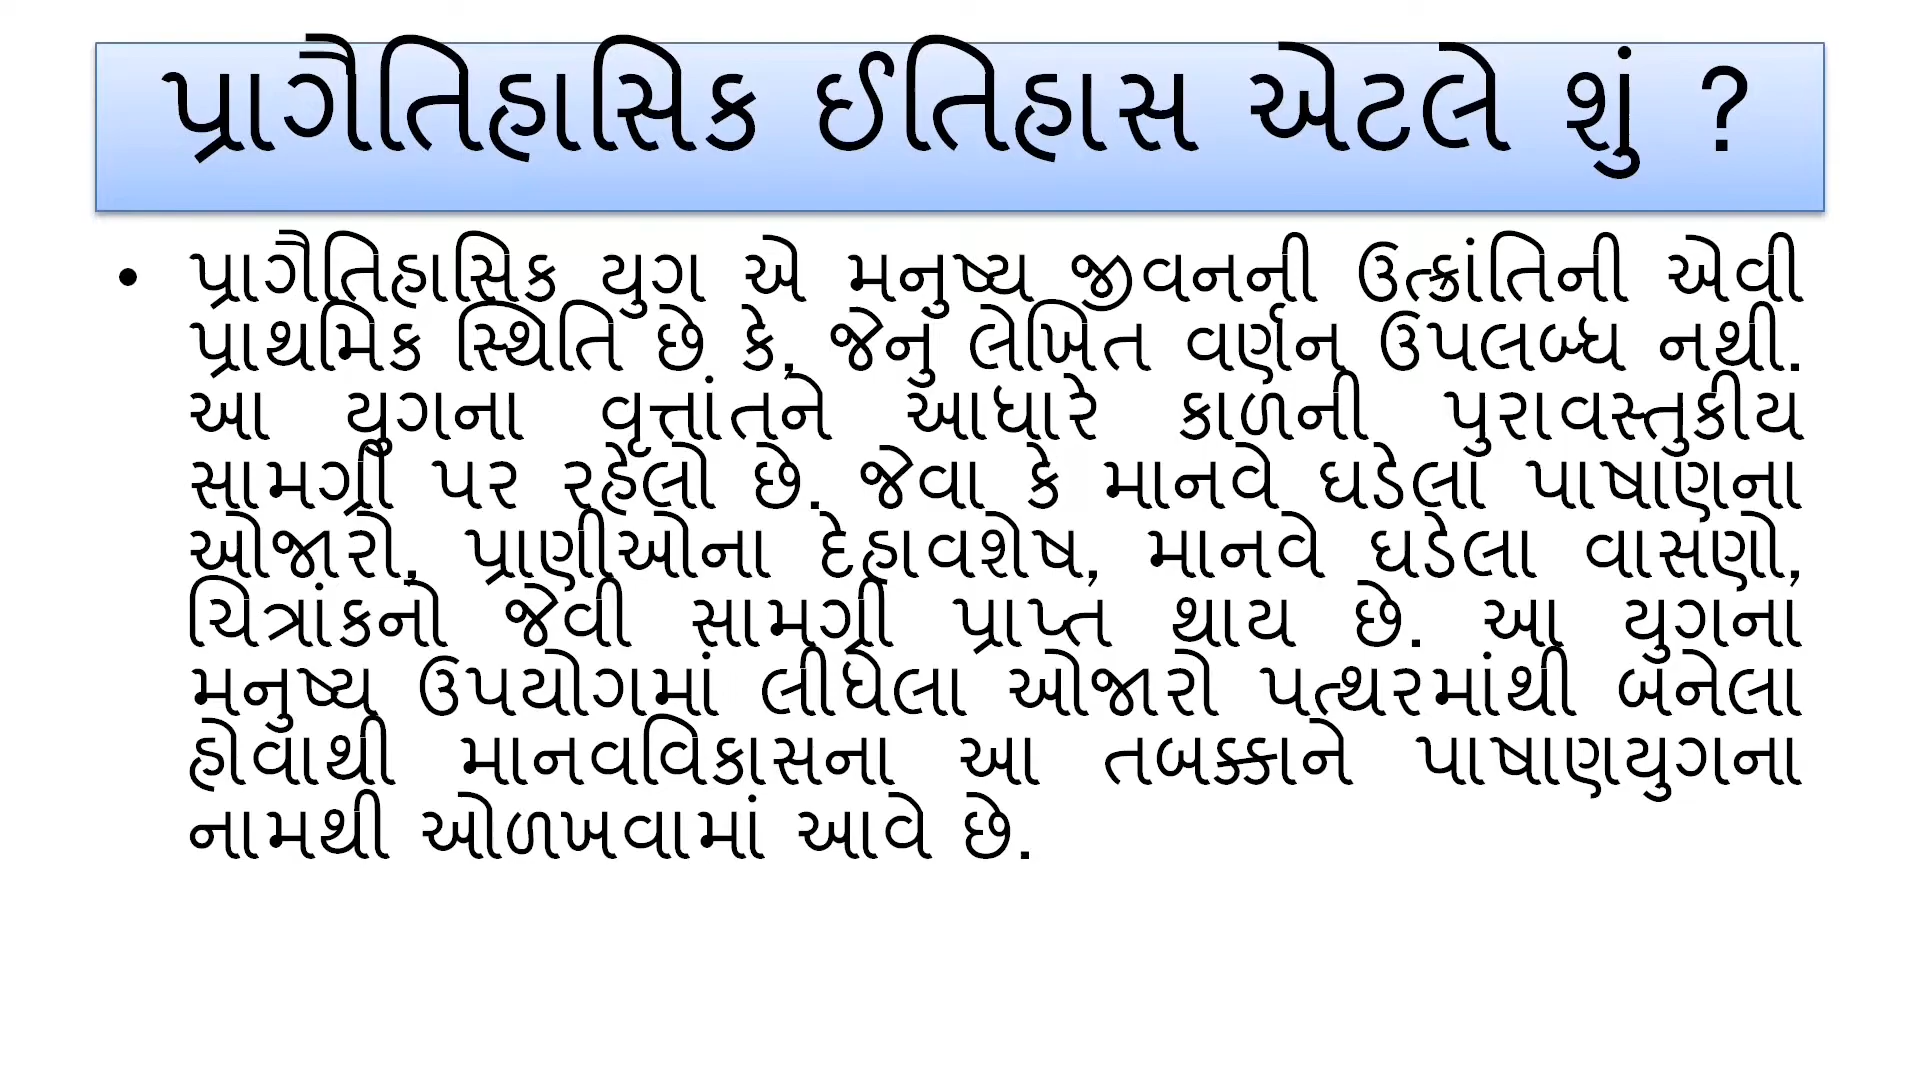 પ્રાગૈતિહાસિક ઈતિહાસ એટલે શું ?
• પ્રાગૈતિહાસિક યુગ એ મનુષ્ય જીવનની ઉત્ક્રાંતિની એવી
પ્રાથમિક સ્થિતિ છે કે, જેનું લેખિત વર્ણન ઉપલબ્ધ નથી.
આ યુગના વૃત્તાંતને આધારે કાળની પુરાવસ્તુકીય
સામગ્રી પર રહેલો છે. જેવા કે માનવે ઘડેલા પાષાણના
ઓજારો, પ્રાણીઓના દેહાવશેષ, માનવે ઘડેલા વાસણો,
ચિત્રાંકનો જેવી સામગ્રી પ્રાપ્ત થાય છે. આ યુગના
મનુષ્ય ઉપયોગમાં લીધેલા ઓજારો પત્થરમાંથી બનેલા
હોવાથી માનવવિકાસના આ તબક્કાને પાષાણયુગના
નામથી ઓળખવામાં આવે છે.